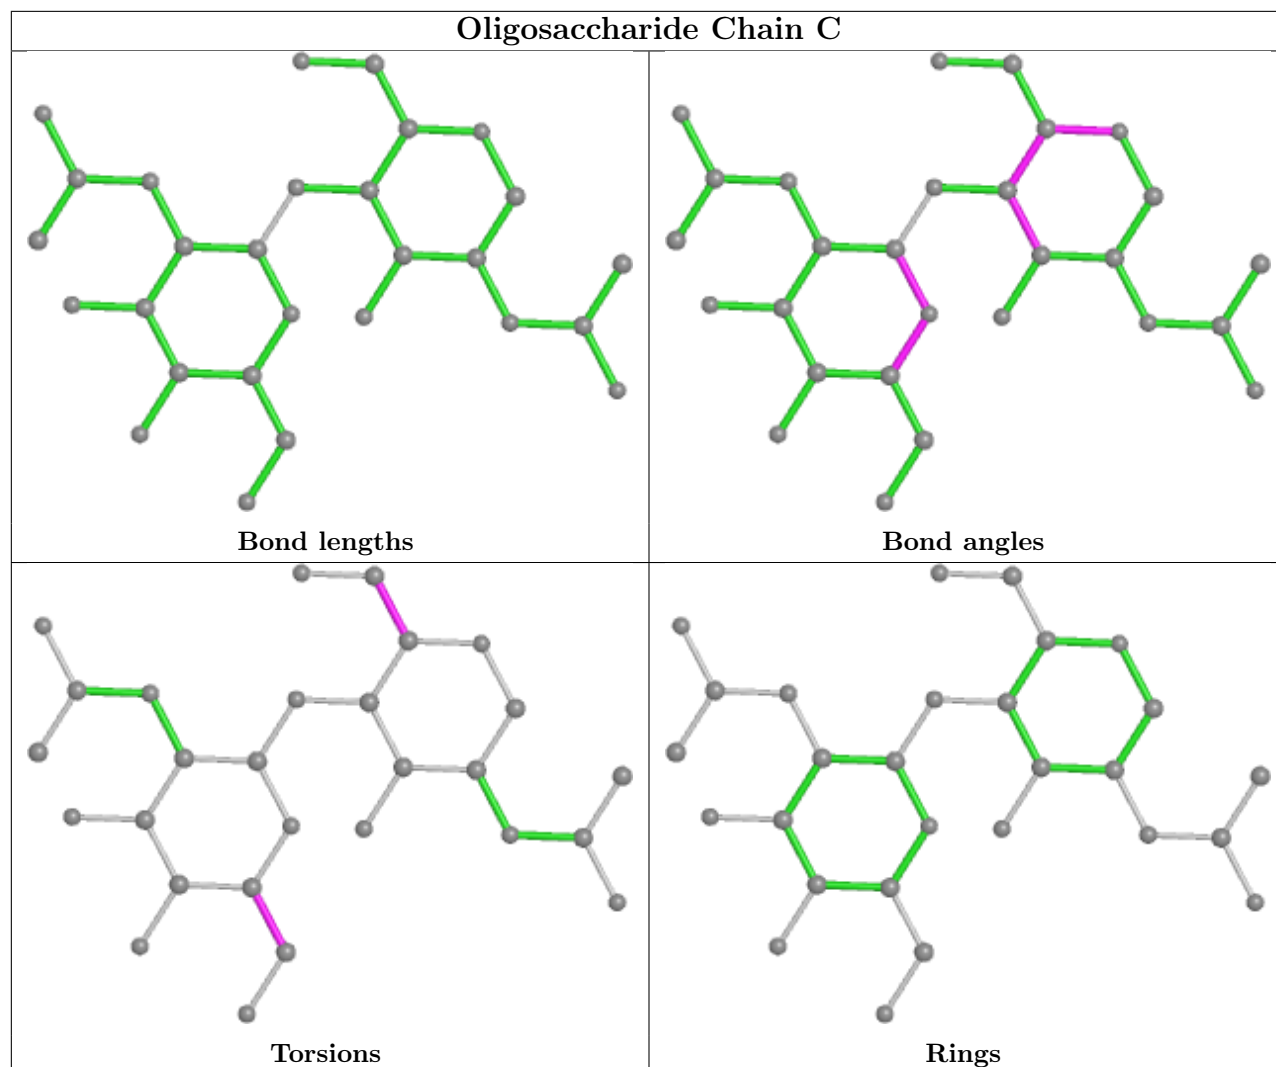 Oligosaccharide Chain C
Bond lengths
Bond angles
Torsions
Rings